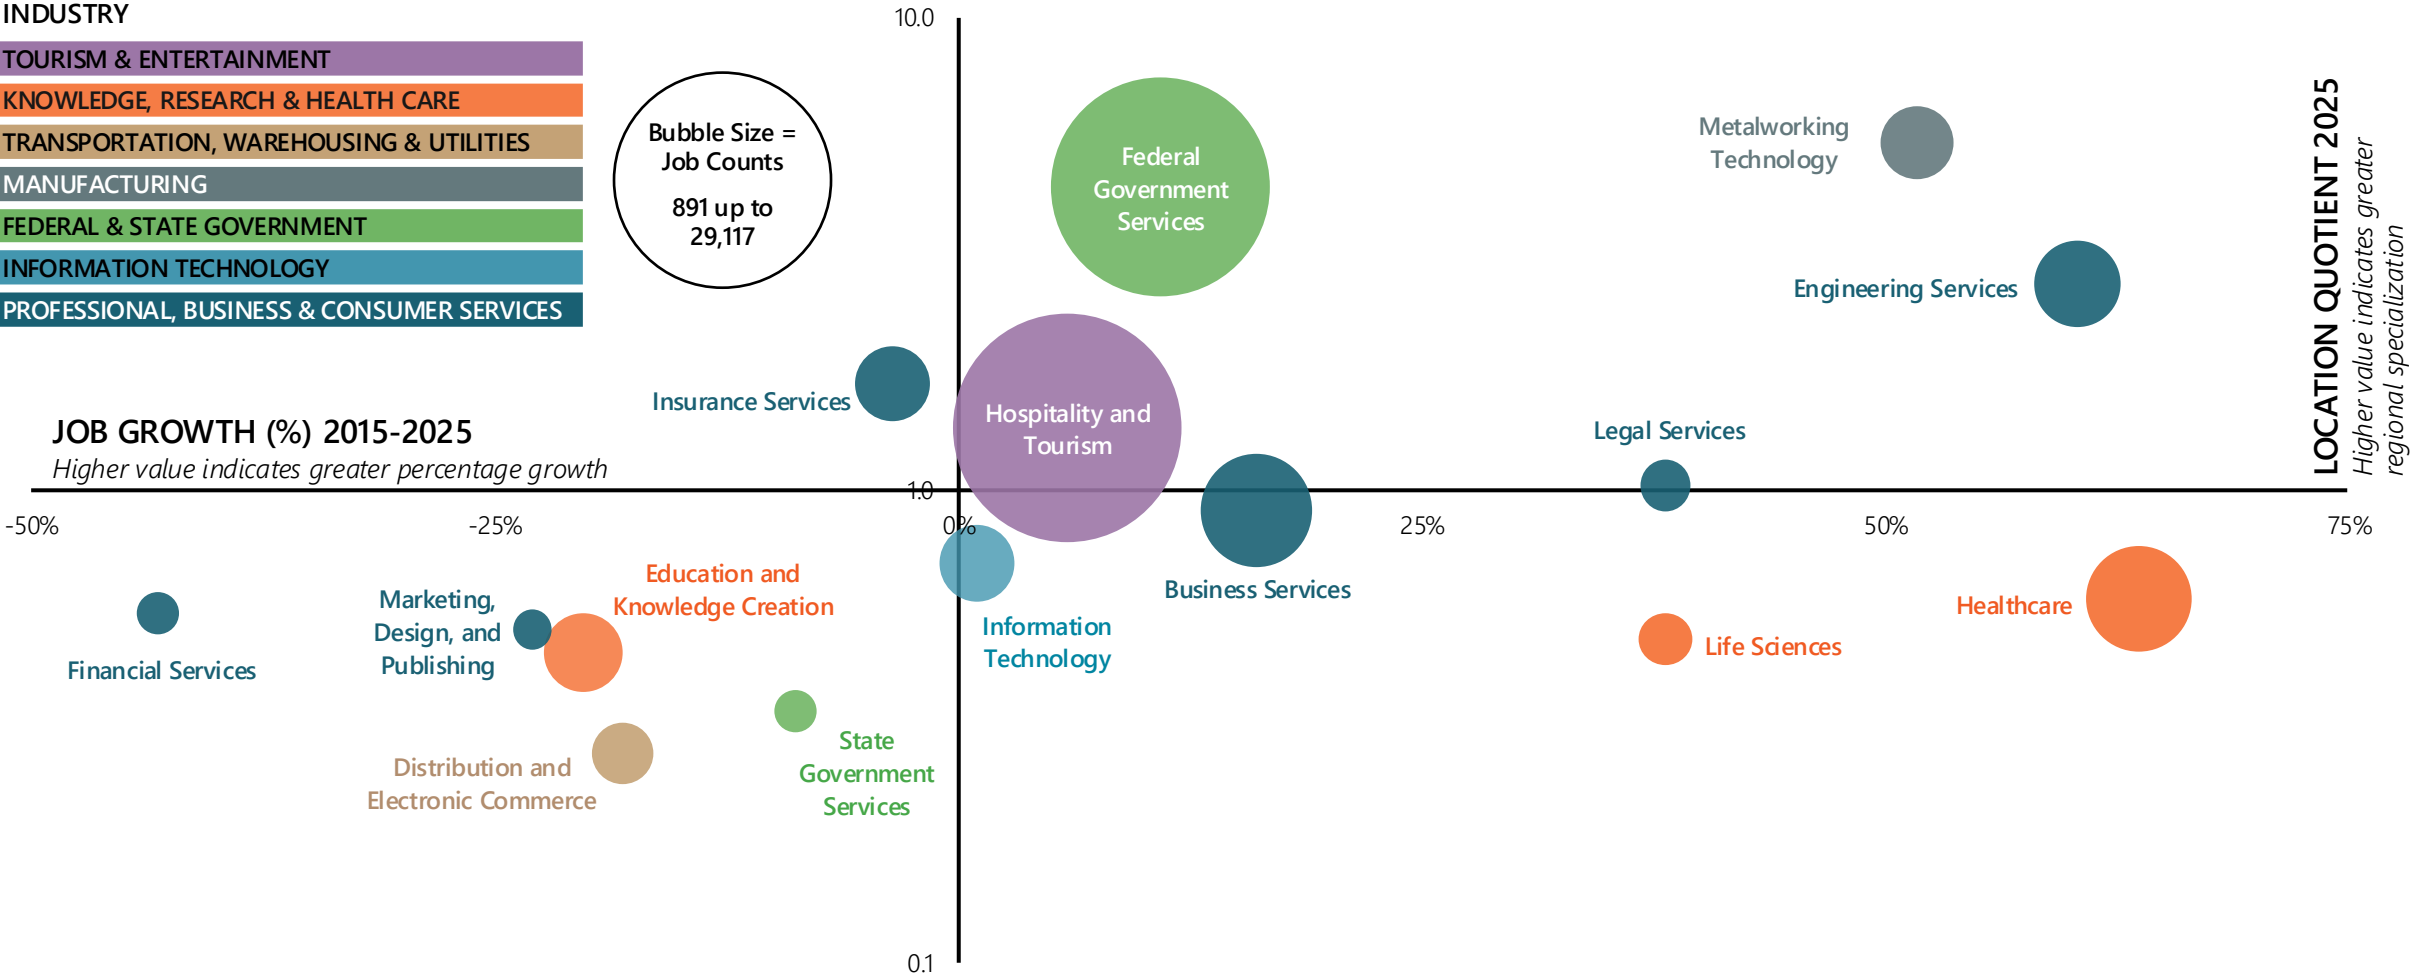 INDUSTRY
TOURISM & ENTERTAINMENT
KNOWLEDGE, RESEARCH & HEALTH CARE
TRANSPORTATION, WAREHOUSING & UTILITIES
MANUFACTURING
FEDERAL & STATE GOVERNMENT
INFORMATION TECHNOLOGY
PROFESSIONAL, BUSINESS & CONSUMER SERVICES
Bubble Size =
Job Counts
891 up to
29,117
10.0
Federal
Government
Services
Metalworking
Technology
Engineering Services
LOCATION QUOTIENT 2025
Higher value indicates greater
regional specialization
Insurance Services
Hospitality and
Tourism
Legal Services
JOB GROWTH (%) 2015-2025
Higher value indicates greater percentage growth
1.0
-50%
-25%
0%
25%
50%
75%
Business Services
Education and
Knowledge Creation
Marketing,
Design, and
Publishing
Financial Services
Information
Technology
Life Sciences
Healthcare
State
Government
Services
Distribution and
Electronic Commerce
0.1